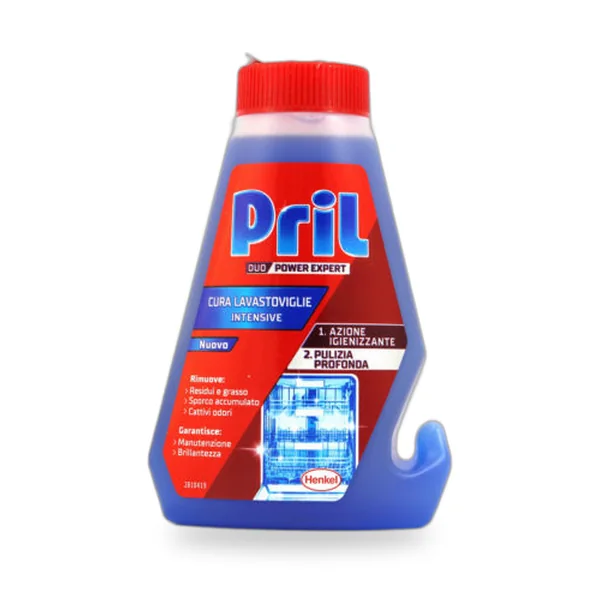 Pril
DUO POWER EXPERT
CURA LAVASTOVIGLIE
INTENSIVE
Nuovo
1. AZIONE
IGIENIZZANTE
2. PULIZIA
PROFONDA
Rimuove:
› Residui e grasso
› Sporco accumulato
› Cattivi odori
Garantisce:
› Manutenzione
› Brillantezza
Henkel
2810415